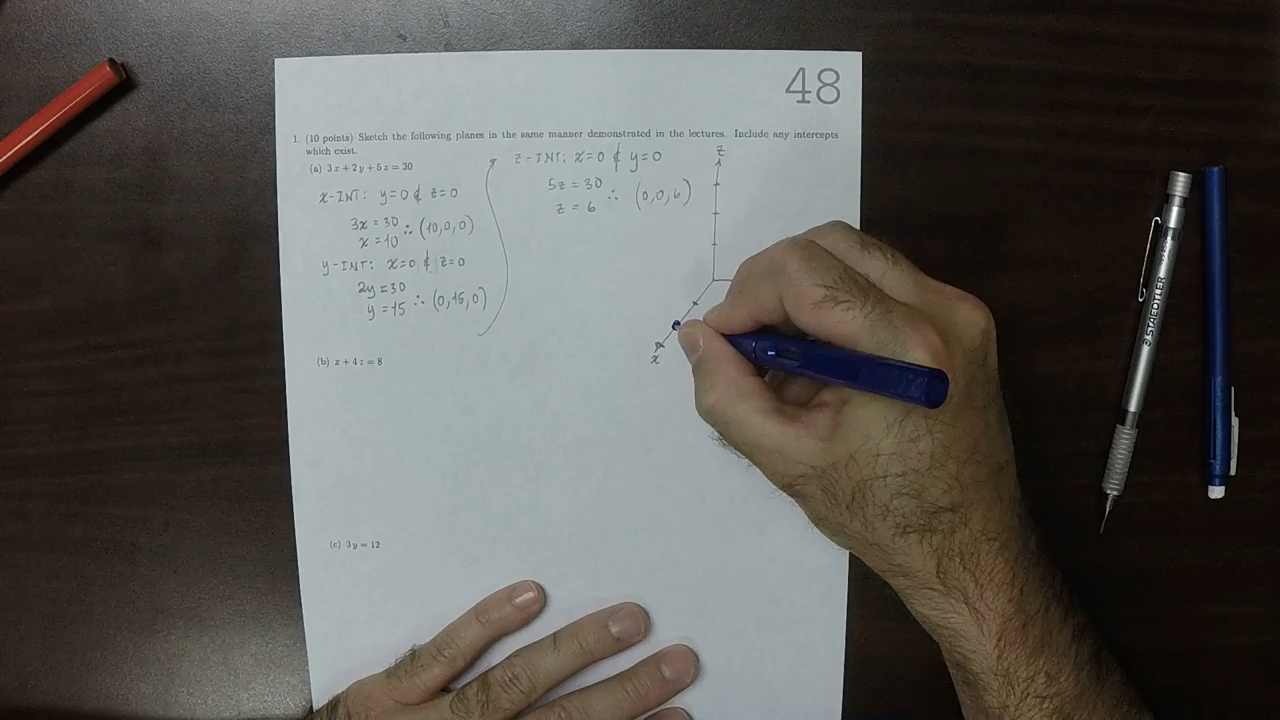 48
1. (10 points) Sketch the following planes in the same manner demonstrated in the lectures. Include any intercepts
which exist.
(a) 3x + 2y + 5z = 30
x-INT: y=0 & z=0
3x = 30
x = 10 ∴ (10,0,0)
y-INT: x=0 & z=0
2y = 30
y = 15 ∴ (0,15,0)
z-INT: x=0 & y=0
5z = 30
z = 6 ∴ (0,0,6)
z
x
(b) x + 4z = 8
(c) 3y = 12
STAEDTLER